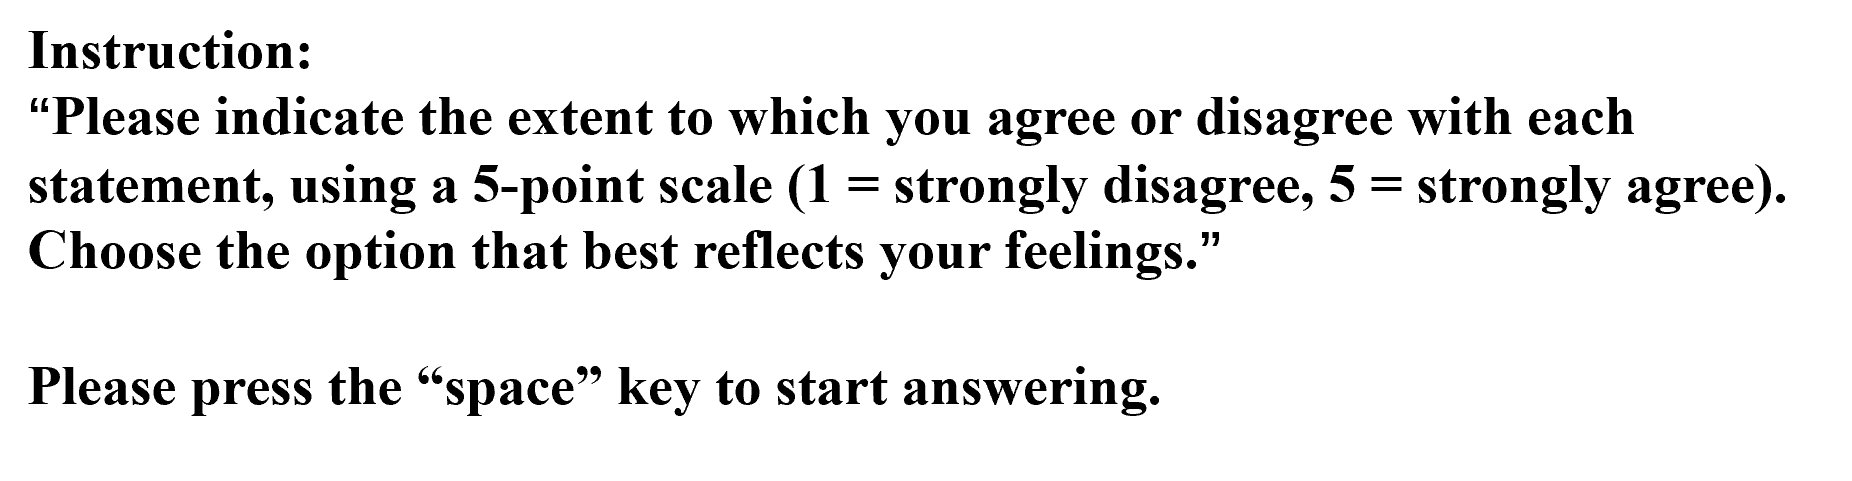 Instruction:
“Please indicate the extent to which you agree or disagree with each
statement, using a 5-point scale (1 = strongly disagree, 5 = strongly agree).
Choose the option that best reflects your feelings.”
Please press the “space” key to start answering.